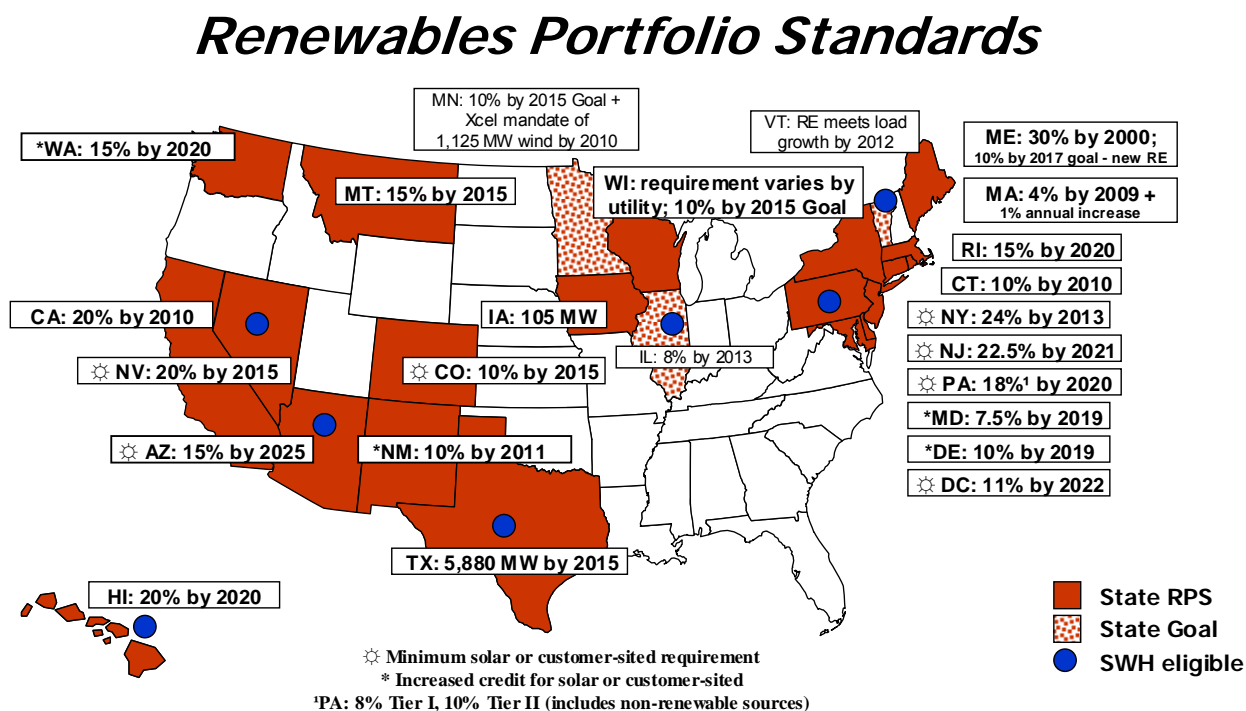 Renewables Portfolio Standards
MN: 10% by 2015 Goal +
Xcel mandate of
1,125 MW wind by 2010
VT: RE meets load
growth by 2012
*WA: 15% by 2020
ME: 30% by 2000;
10% by 2017 goal - new RE
MT: 15% by 2015
WI: requirement varies by
utility; 10% by 2015 Goal
MA: 4% by 2009 +
1% annual increase
RI: 15% by 2020
CT: 10% by 2010
CA: 20% by 2010
IA: 105 MW
☼ NY: 24% by 2013
IL: 8% by 2013
☼ NJ: 22.5% by 2021
☼ NV: 20% by 2015
☼ CO: 10% by 2015
☼ PA: 18%¹ by 2020
*MD: 7.5% by 2019
☼ AZ: 15% by 2025
*NM: 10% by 2011
*DE: 10% by 2019
☼ DC: 11% by 2022
TX: 5,880 MW by 2015
HI: 20% by 2020
State RPS
State Goal
SWH eligible
☼ Minimum solar or customer-sited requirement
* Increased credit for solar or customer-sited
¹PA: 8% Tier I, 10% Tier II (includes non-renewable sources)